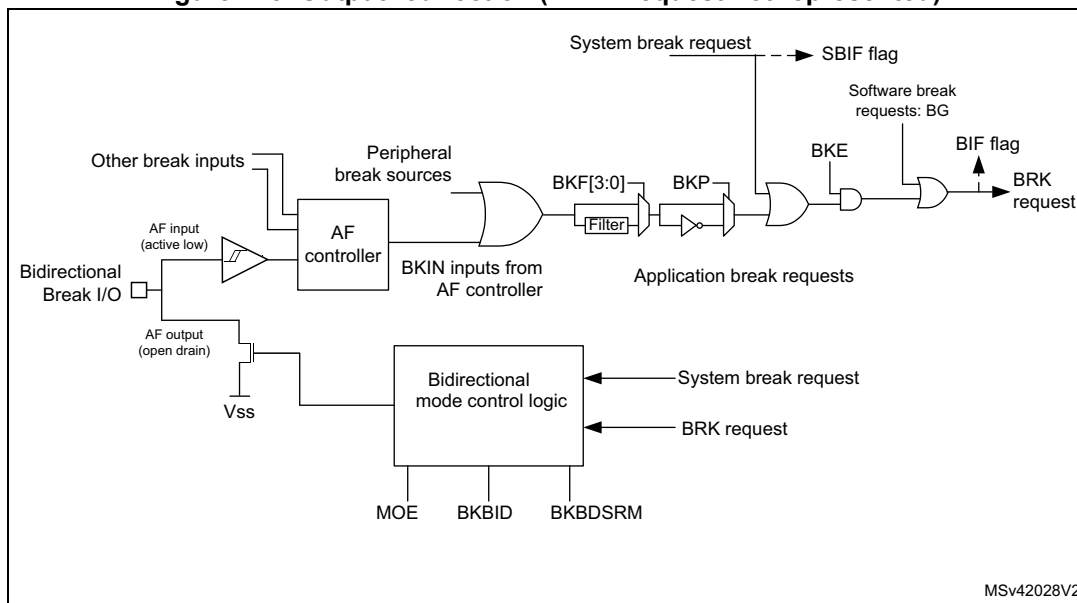 System break request
SBIF flag
Software break
requests: BG
BIF flag
BKE
BRK
request
Peripheral
break sources
Other break inputs
BKF[3:0]
BKP
Filter
AF input
(active low)
AF
controller
BKIN inputs from
AF controller
Application break requests
Bidirectional
Break I/O
AF output
(open drain)
Vss
Bidirectional
mode control logic
System break request
BRK request
MOE
BKBID
BKBDSRM
MSv42028V2